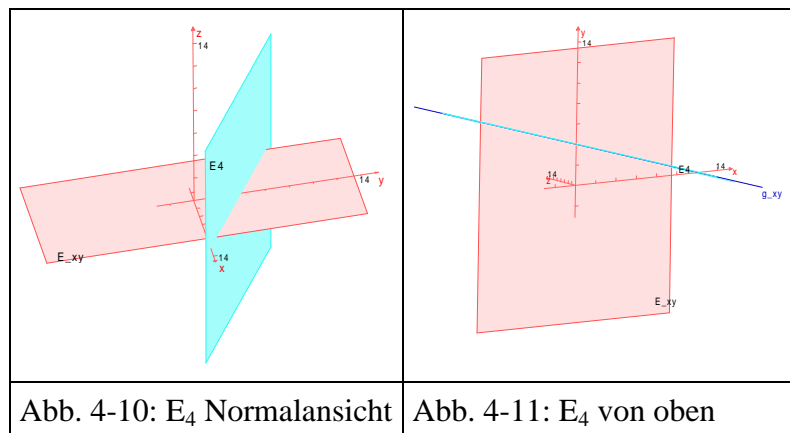 z
14
E4
14
y
E_xy
14
x
y
14
14
z
E4
14
x
g_xy
E_xy
Abb. 4-10: E₄ Normalansicht
Abb. 4-11: E₄ von oben